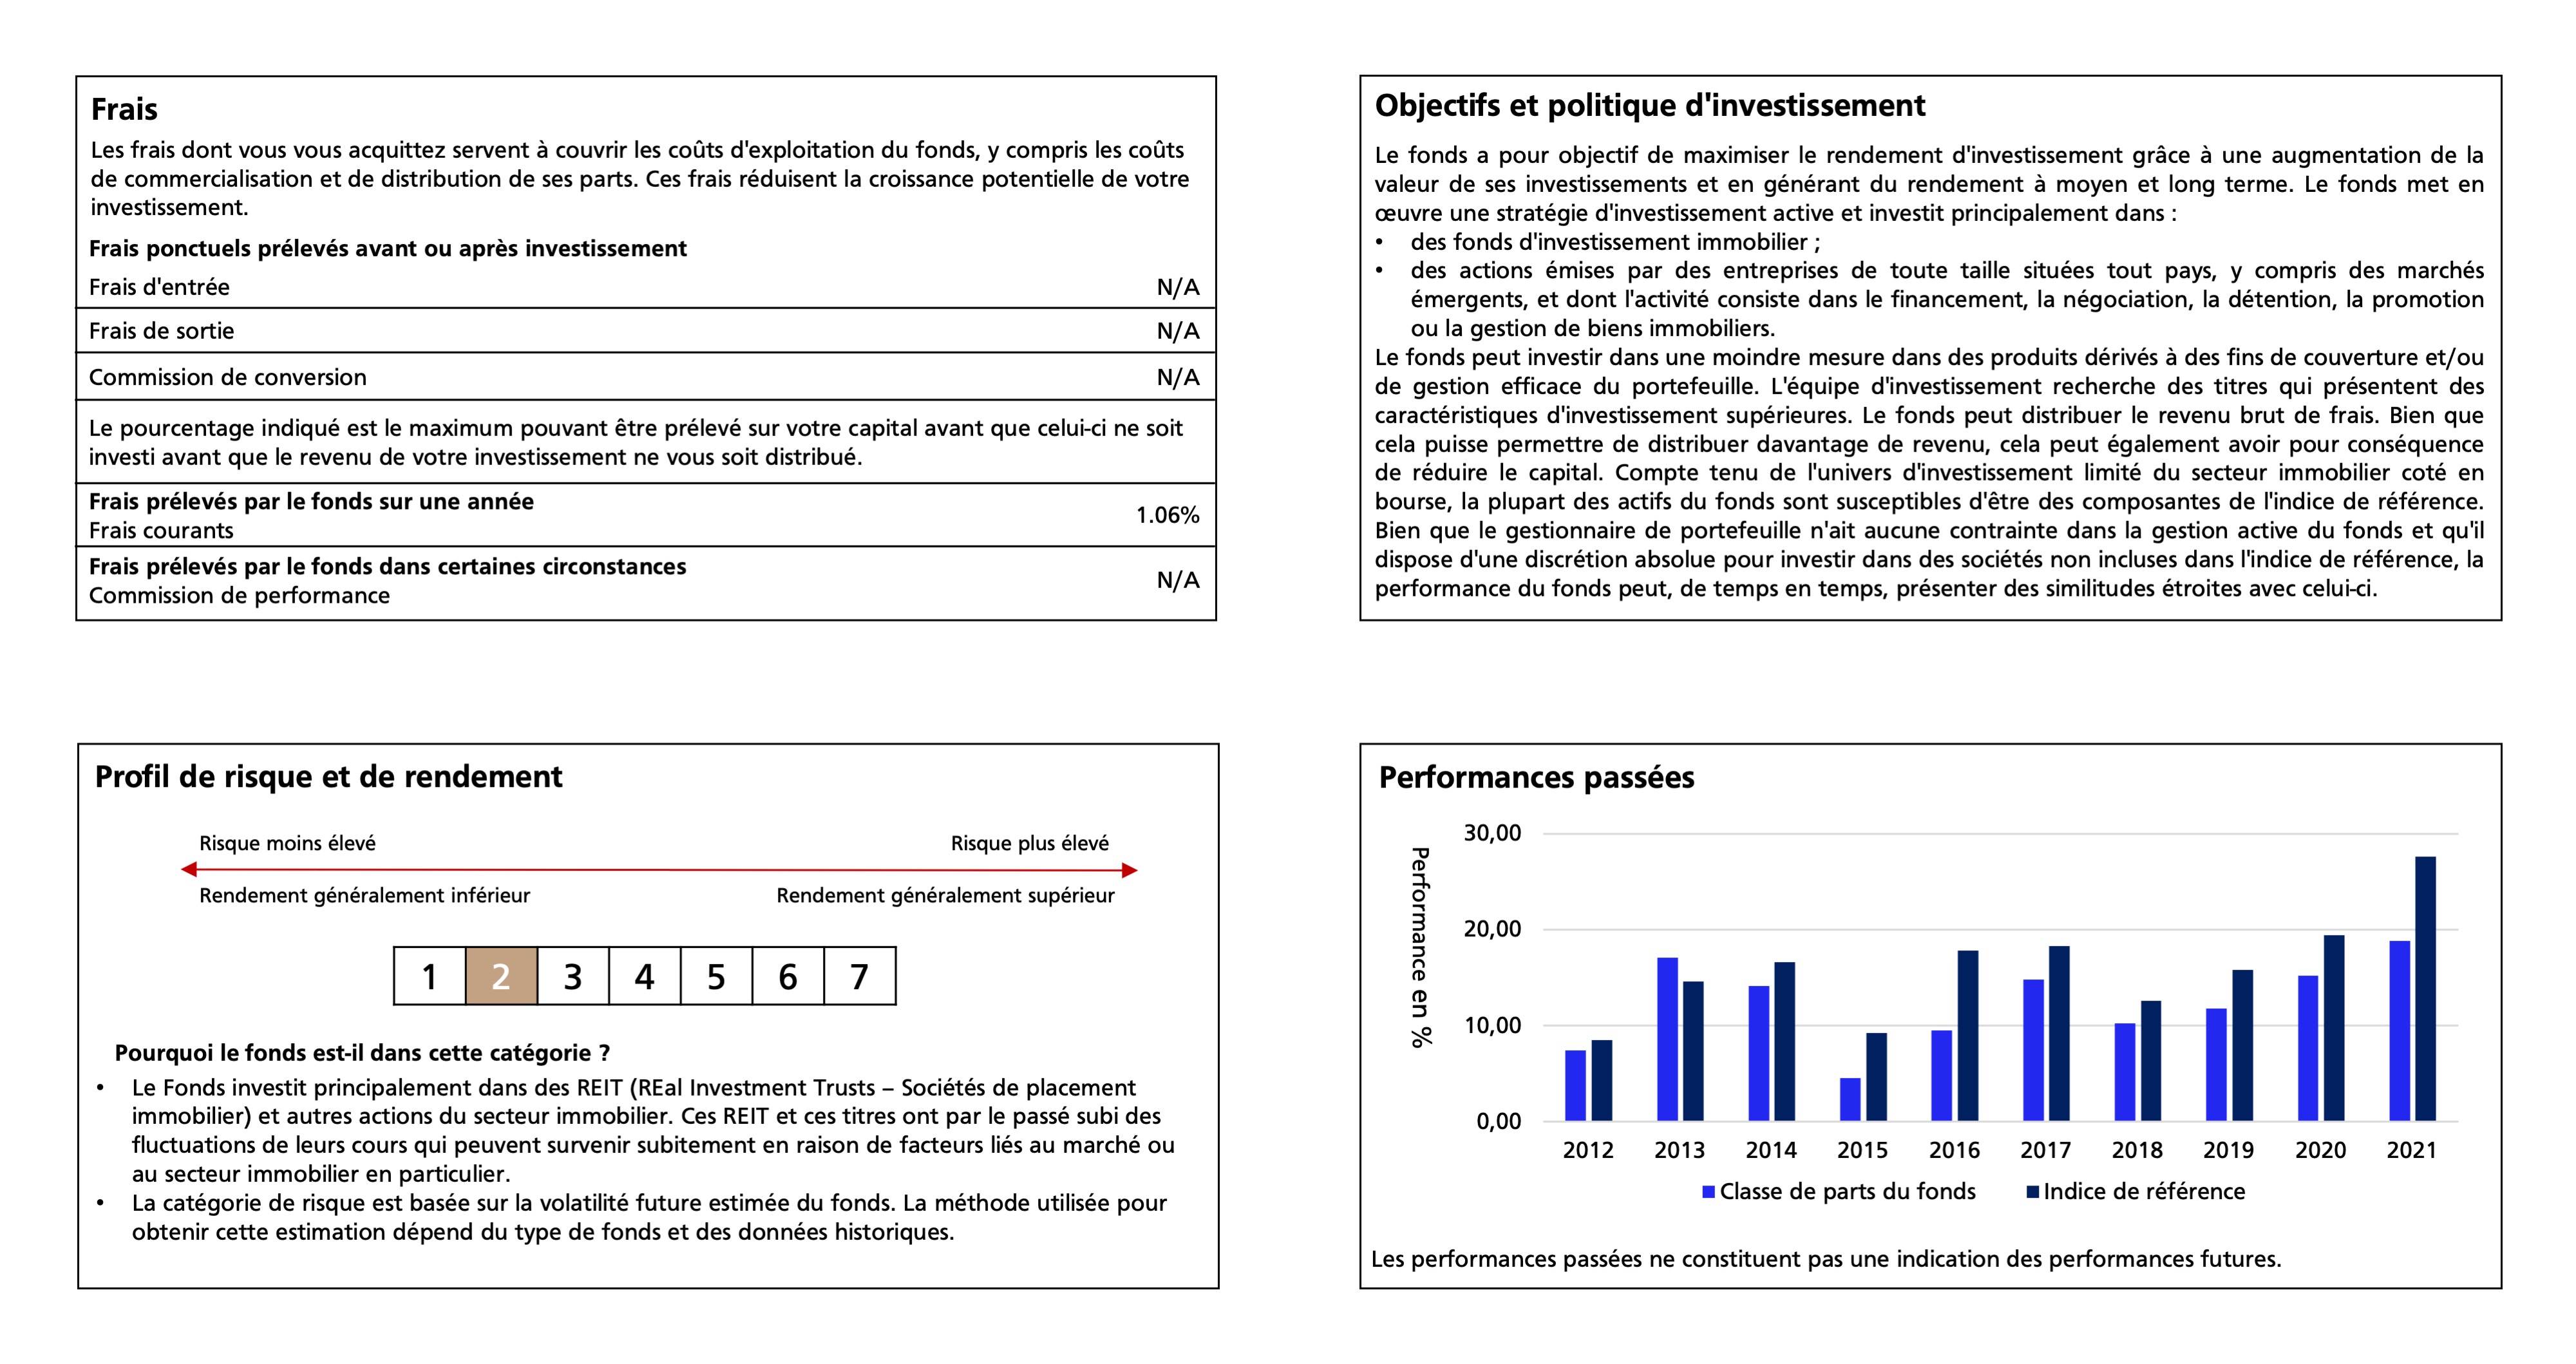 Frais
Les frais dont vous vous acquittez servent à couvrir les coûts d'exploitation du fonds, y compris les coûts
de commercialisation et de distribution de ses parts. Ces frais réduisent la croissance potentielle de votre
investissement.
Frais ponctuels prélevés avant ou après investissement
Frais d'entrée N/A
Frais de sortie N/A
Commission de conversion N/A
Le pourcentage indiqué est le maximum pouvant être prélevé sur votre capital avant que celui-ci ne soit
investi avant que le revenu de votre investissement ne vous soit distribué.
Frais prélevés par le fonds sur une année
Frais courants 1.06%
Frais prélevés par le fonds dans certaines circonstances
Commission de performance N/A
Objectifs et politique d'investissement
Le fonds a pour objectif de maximiser le rendement d'investissement grâce à une augmentation de la
valeur de ses investissements et en générant du rendement à moyen et long terme. Le fonds met en
œuvre une stratégie d'investissement active et investit principalement dans :
• des fonds d'investissement immobilier ;
• des actions émises par des entreprises de toute taille situées tout pays, y compris des marchés
émergents, et dont l'activité consiste dans le financement, la négociation, la détention, la promotion
ou la gestion de biens immobiliers.
Le fonds peut investir dans une moindre mesure dans des produits dérivés à des fins de couverture et/ou
de gestion efficace du portefeuille. L'équipe d'investissement recherche des titres qui présentent des
caractéristiques d'investissement supérieures. Le fonds peut distribuer le revenu brut de frais. Bien que
cela puisse permettre de distribuer davantage de revenu, cela peut également avoir pour conséquence
de réduire le capital. Compte tenu de l'univers d'investissement limité du secteur immobilier coté en
bourse, la plupart des actifs du fonds sont susceptibles d'être des composantes de l'indice de référence.
Bien que le gestionnaire de portefeuille n'ait aucune contrainte dans la gestion active du fonds et qu'il
dispose d'une discrétion absolue pour investir dans des sociétés non incluses dans l'indice de référence, la
performance du fonds peut, de temps en temps, présenter des similitudes étroites avec celui-ci.
Profil de risque et de rendement
Risque moins élevé Risque plus élevé
Rendement généralement inférieur Rendement généralement supérieur
1 2 3 4 5 6 7
Pourquoi le fonds est-il dans cette catégorie ?
• Le Fonds investit principalement dans des REIT (REal Investment Trusts – Sociétés de placement
immobilier) et autres actions du secteur immobilier. Ces REIT et ces titres ont par le passé subi des
fluctuations de leurs cours qui peuvent survenir subitement en raison de facteurs liés au marché ou
au secteur immobilier en particulier.
• La catégorie de risque est basée sur la volatilité future estimée du fonds. La méthode utilisée pour
obtenir cette estimation dépend du type de fonds et des données historiques.
Performances passées
Performance en %
30,00
20,00
10,00
0,00
2012 2013 2014 2015 2016 2017 2018 2019 2020 2021
Classe de parts du fonds Indice de référence
Les performances passées ne constituent pas une indication des performances futures.